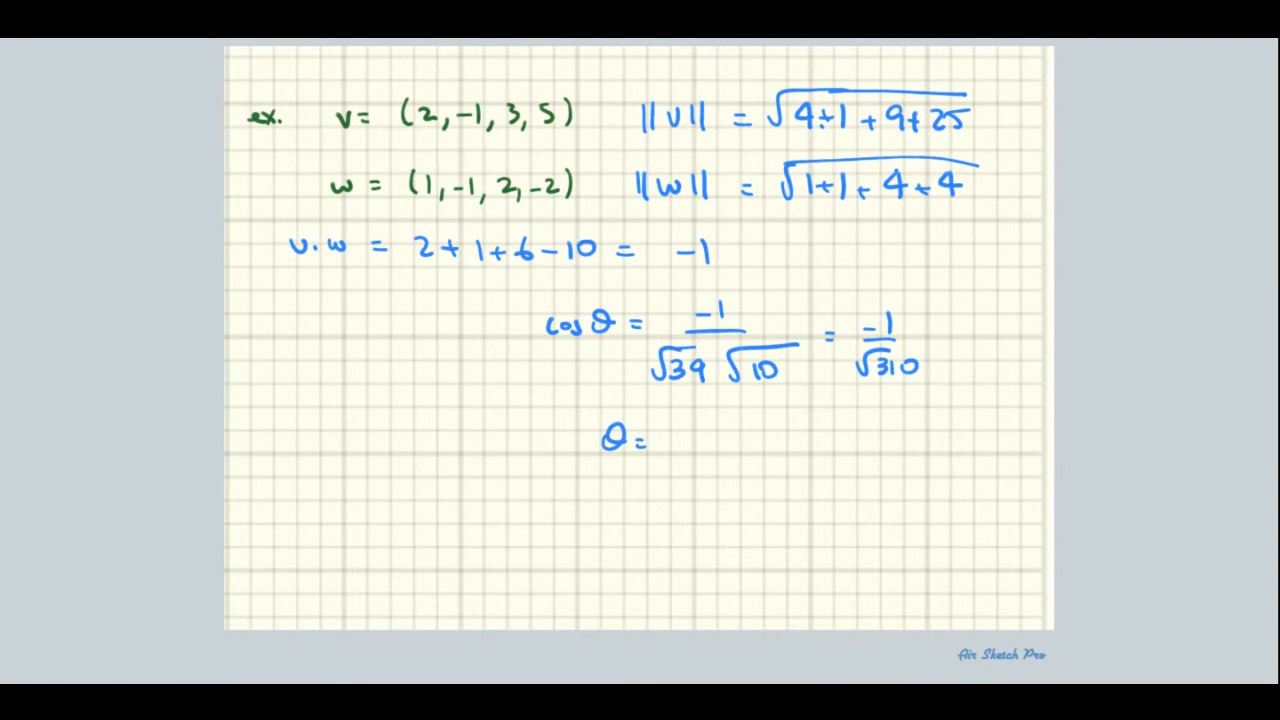 ex. v = (2, -1, 3, 5) ||v|| = √4+1+9+25
w = (1, -1, 2, -2) ||w|| = √1+1+4+4
v.w = 2+1+6-10 = -1
cos θ = -1/√39 √10 = -1/√310
θ =
Air Sketch Pro